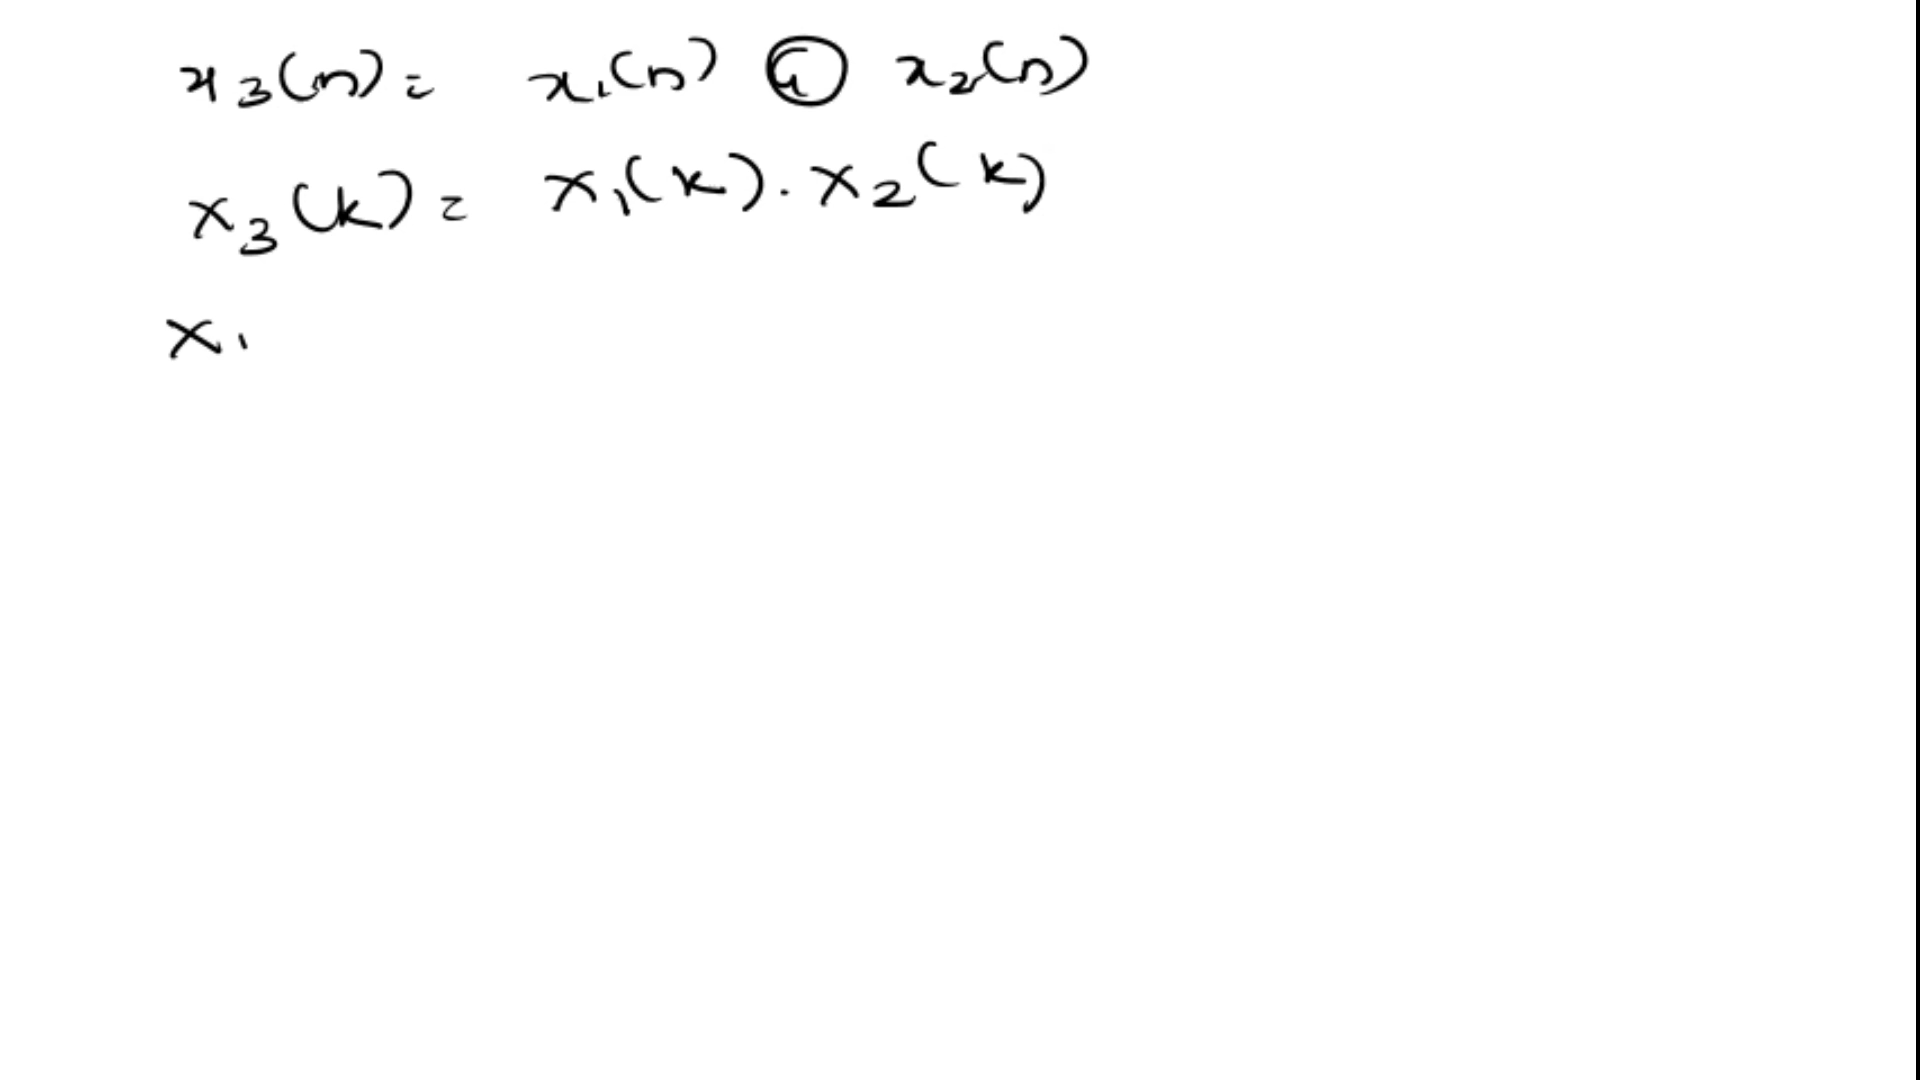 x₃(n) = x₁(n) x₂(n)
X₃(k) = X₁(k) . X₂(k)
X₁